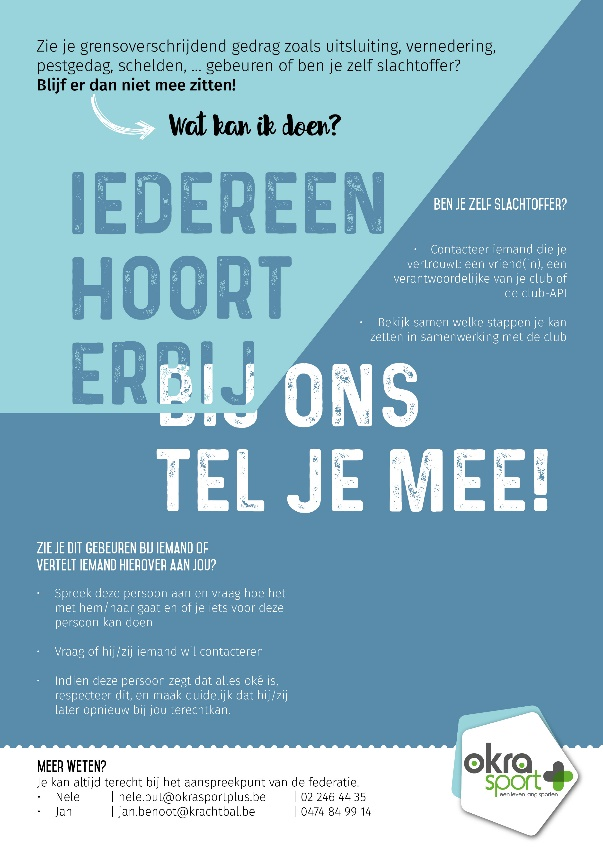 Zie je grensoverschrijdend gedrag zoals uitsluiting, vernedering,
pestgedag, schelden, ... gebeuren of ben je zelf slachtoffer?
Blijf er dan niet mee zitten!
Wat kan ik doen?
IEDEREEN
HOORT
ERBIJ
BEN JE ZELF SLACHTOFFER?
• Contacteer iemand die je
vertrouwt: een vriend(in), een
verantwoordelijke van je club of
de club-API
• Bekijk samen welke stappen je kan
zetten in samenwerking met de club
BIJ ONS
TEL JE MEE!
ZIE JE DIT GEBEUREN BIJ IEMAND OF
VERTELT IEMAND HIEROVER AAN JOU?
• Spreek deze persoon aan en vraag hoe het
met hem/haar gaat en of je iets voor deze
persoon kan doen
• Vraag of hij/zij iemand wil contacteren
• Indien deze persoon zegt dat alles oké is,
respecteer dit, en maak duidelijk dat hij/zij
later opnieuw bij jou terechtkan.
MEER WETEN?
Je kan altijd terecht bij het aanspreekpunt van de federatie.
• Nele | nele.put@okrasportplus.be | 02 246 44 35
• Jan | jan.benoot@krachtbal.be | 0474 84 99 14
okra
sport+
een leven lang sporten